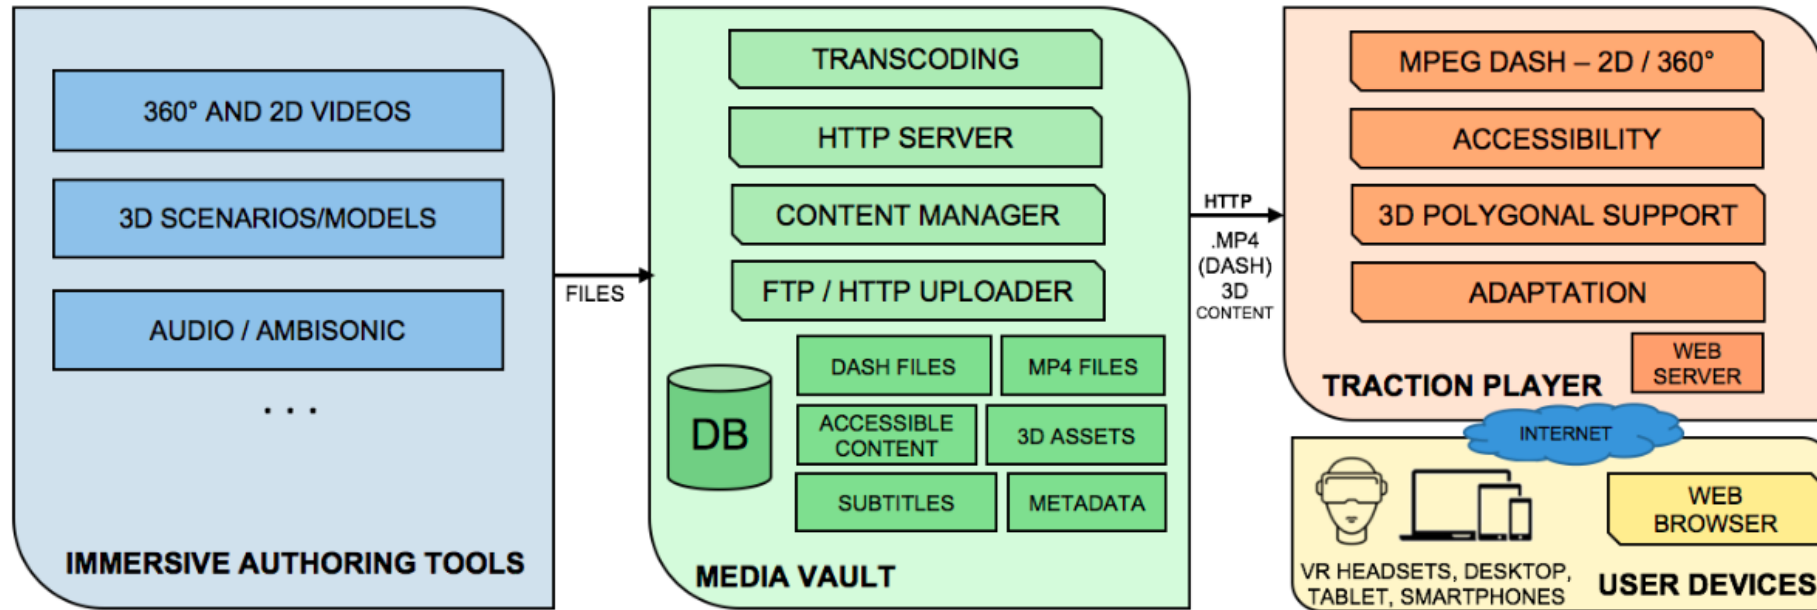 360° AND 2D VIDEOS
3D SCENARIOS/MODELS
AUDIO / AMBISONIC
. . .
IMMERSIVE AUTHORING TOOLS
FILES
TRANSCODING
HTTP SERVER
CONTENT MANAGER
FTP / HTTP UPLOADER
DB
DASH FILES
MP4 FILES
ACCESSIBLE
CONTENT
3D ASSETS
SUBTITLES
METADATA
MEDIA VAULT
HTTP
.MP4
(DASH)
3D
CONTENT
MPEG DASH – 2D / 360°
ACCESSIBILITY
3D POLYGONAL SUPPORT
ADAPTATION
WEB
SERVER
TRACTION PLAYER
INTERNET
WEB
BROWSER
VR HEADSETS, DESKTOP,
TABLET, SMARTPHONES
USER DEVICES